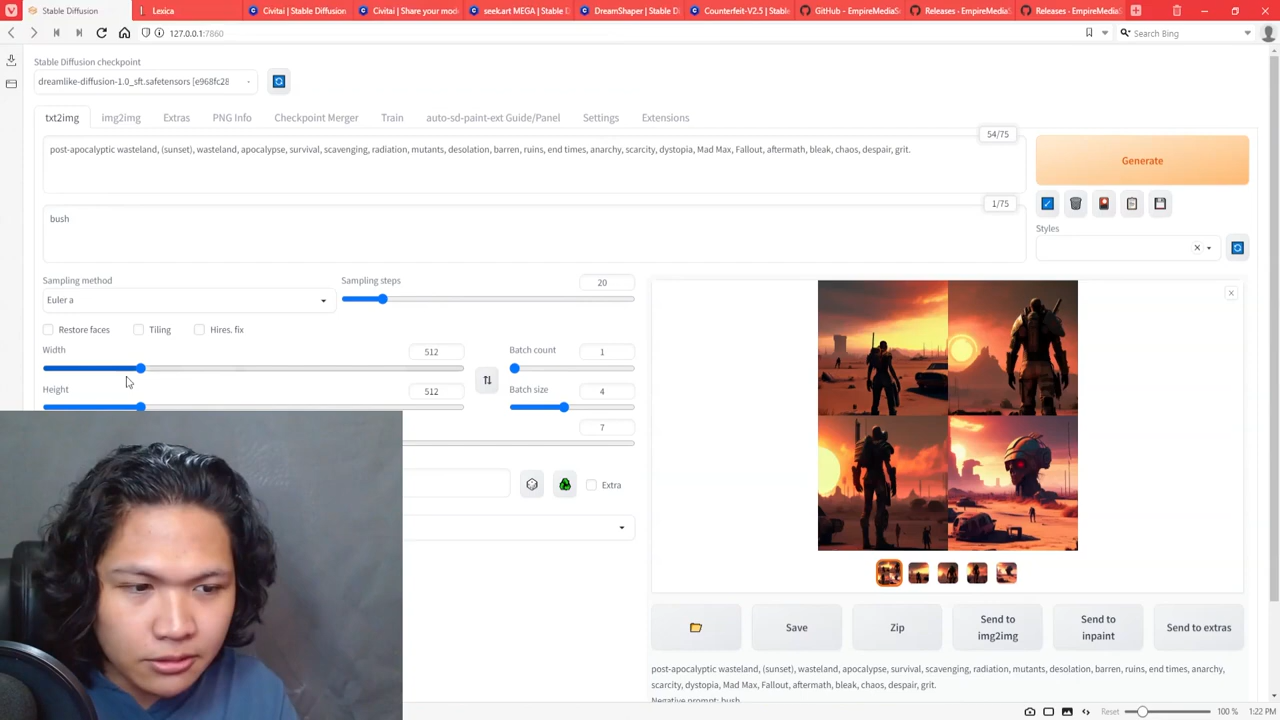 Stable Diffusion
Lexica
Civitai | Stable Diffusion
Civitai | Share your mod
seek.art MEGA | Stable D
DreamShaper | Stable Di
Counterfeit-V2.5 | Stable
GitHub - EmpireMedia
Releases - EmpireMedia
Releases - EmpireMedia
127.0.0.1:7860
Search Bing
Stable Diffusion checkpoint
dreamlike-diffusion-1.0_sft.safetensors [e968fc28
txt2img
img2img
Extras
PNG Info
Checkpoint Merger
Train
auto-sd-paint-ext Guide/Panel
Settings
Extensions
54/75
post-apocalyptic wasteland, (sunset), wasteland, apocalypse, survival, scavenging, radiation, mutants, desolation, barren, ruins, end times, anarchy, scarcity, dystopia, Mad Max, Fallout, aftermath, bleak, chaos, despair, grit.
Generate
1/75
bush
Styles
Sampling method
Euler a
Sampling steps
20
Restore faces
Tiling
Hires. fix
Width
512
Batch count
1
Height
512
Batch size
4
7
Extra
Save
Zip
Send to img2img
Send to inpaint
Send to extras
post-apocalyptic wasteland, (sunset), wasteland, apocalypse, survival, scavenging, radiation, mutants, desolation, barren, ruins, end times, anarchy,
scarcity, dystopia, Mad Max, Fallout, aftermath, bleak, chaos, despair, grit.
Negative prompt: bush
Reset
100 %
1:22 PM